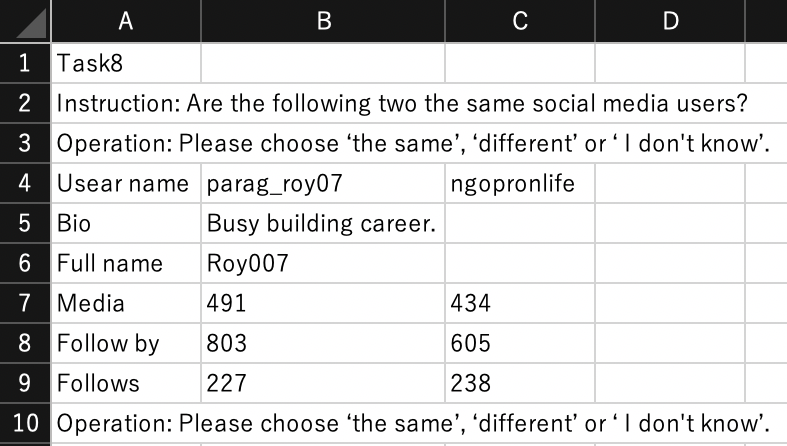 A B C D
1 Task8
2 Instruction: Are the following two the same social media users?
3 Operation: Please choose ‘the same’, ‘different’ or ‘ I don't know’.
4 Usear name parag_roy07 ngopronlife
5 Bio Busy building career.
6 Full name Roy007
7 Media 491 434
8 Follow by 803 605
9 Follows 227 238
10 Operation: Please choose ‘the same’, ‘different’ or ‘ I don't know’.